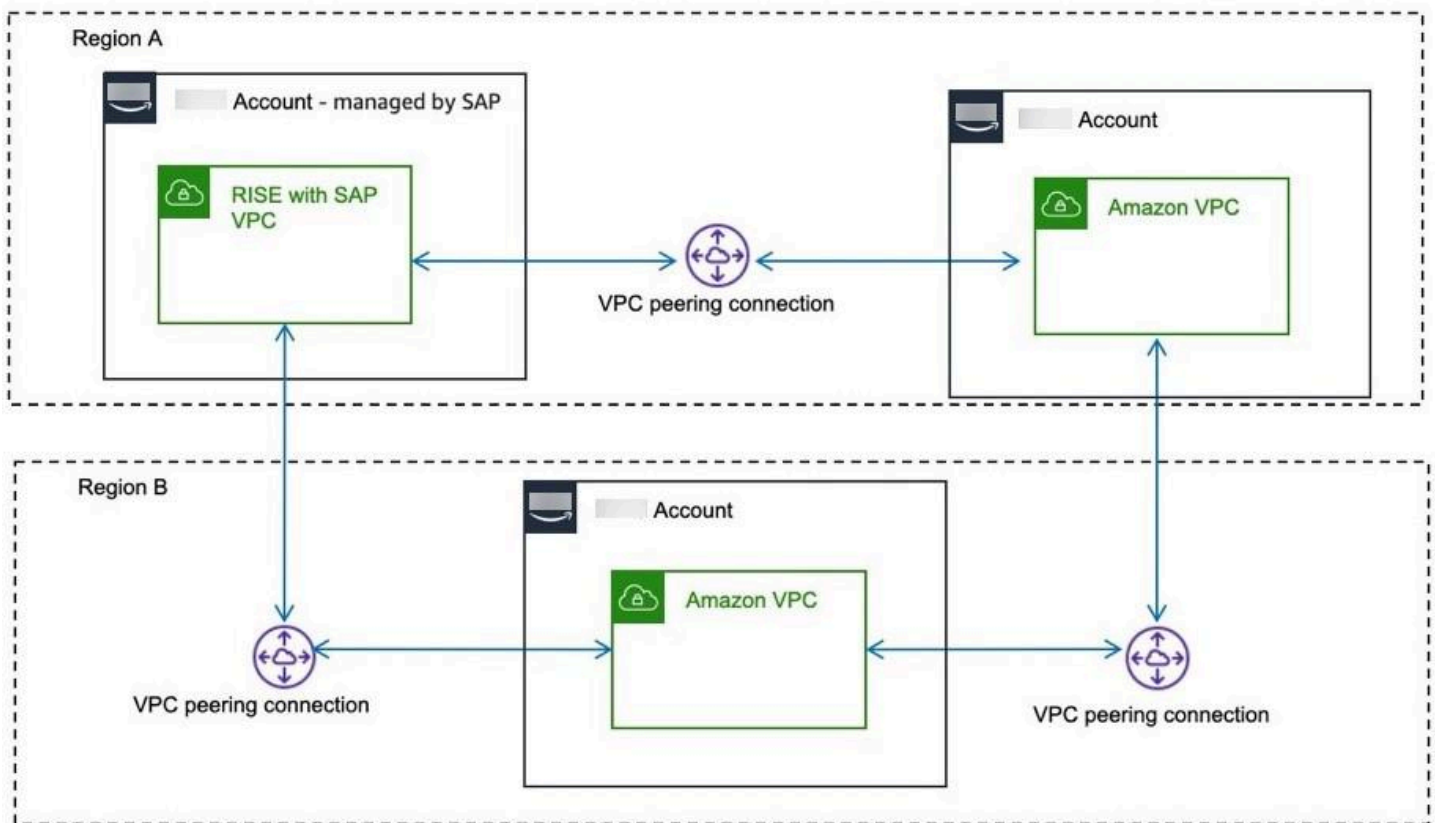 Region A
Account - managed by SAP
Account
RISE with SAP
VPC
Amazon VPC
VPC peering connection
Region B
Account
Amazon VPC
VPC peering connection
VPC peering connection